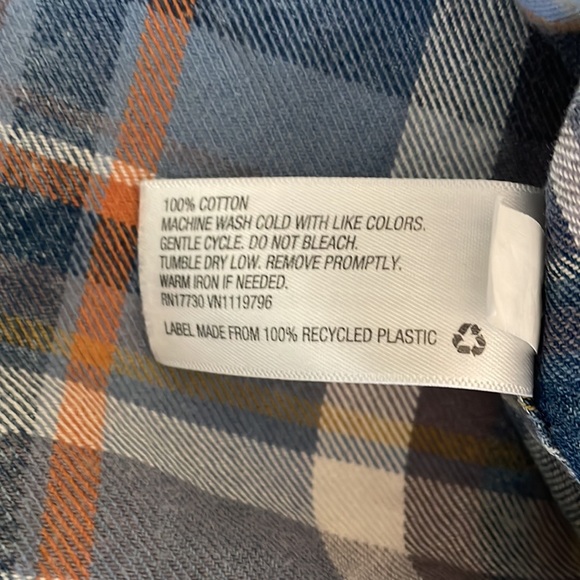 100% COTTON
MACHINE WASH COLD WITH LIKE COLORS.
GENTLE CYCLE. DO NOT BLEACH.
TUMBLE DRY LOW. REMOVE PROMPTLY.
WARM IRON IF NEEDED.
RN17730 VN1119796
LABEL MADE FROM 100% RECYCLED PLASTIC